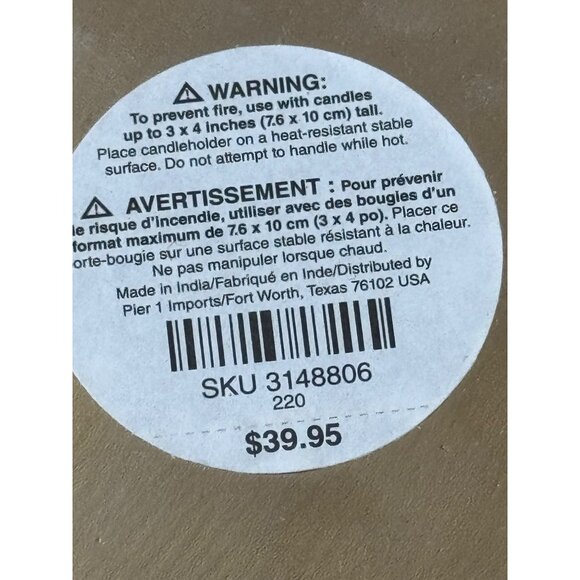 ⚠ WARNING:
To prevent fire, use with candles
up to 3 x 4 inches (7.6 x 10 cm) tall.
Place candleholder on a heat-resistant stable
surface. Do not attempt to handle while hot.
⚠ AVERTISSEMENT : Pour prévenir
le risque d'incendie, utiliser avec des bougies d'un
format maximum de 7.6 x 10 cm (3 x 4 po). Placer ce
orte-bougie sur une surface stable résistant à la chaleur.
Ne pas manipuler lorsque chaud.
Made in India/Fabriqué en Inde/Distributed by
Pier 1 Imports/Fort Worth, Texas 76102 USA
SKU 3148806
220
$39.95